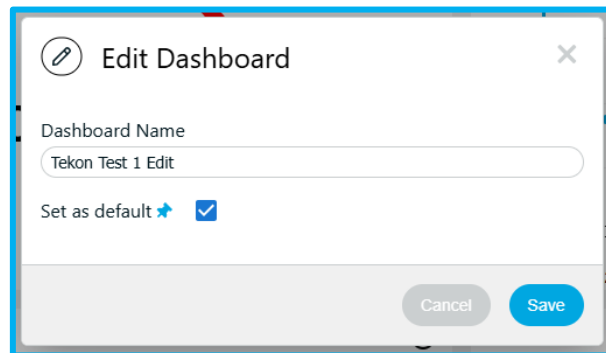 Edit Dashboard
Dashboard Name
Tekon Test 1 Edit
Set as default
Cancel
Save